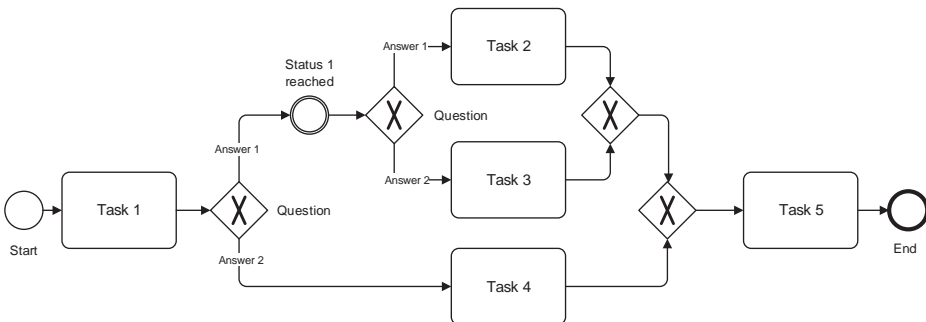 Start
Task 1
Question
Answer 1
Answer 2
Status 1
reached
Question
Answer 1
Answer 2
Task 2
Task 3
Task 4
Task 5
End